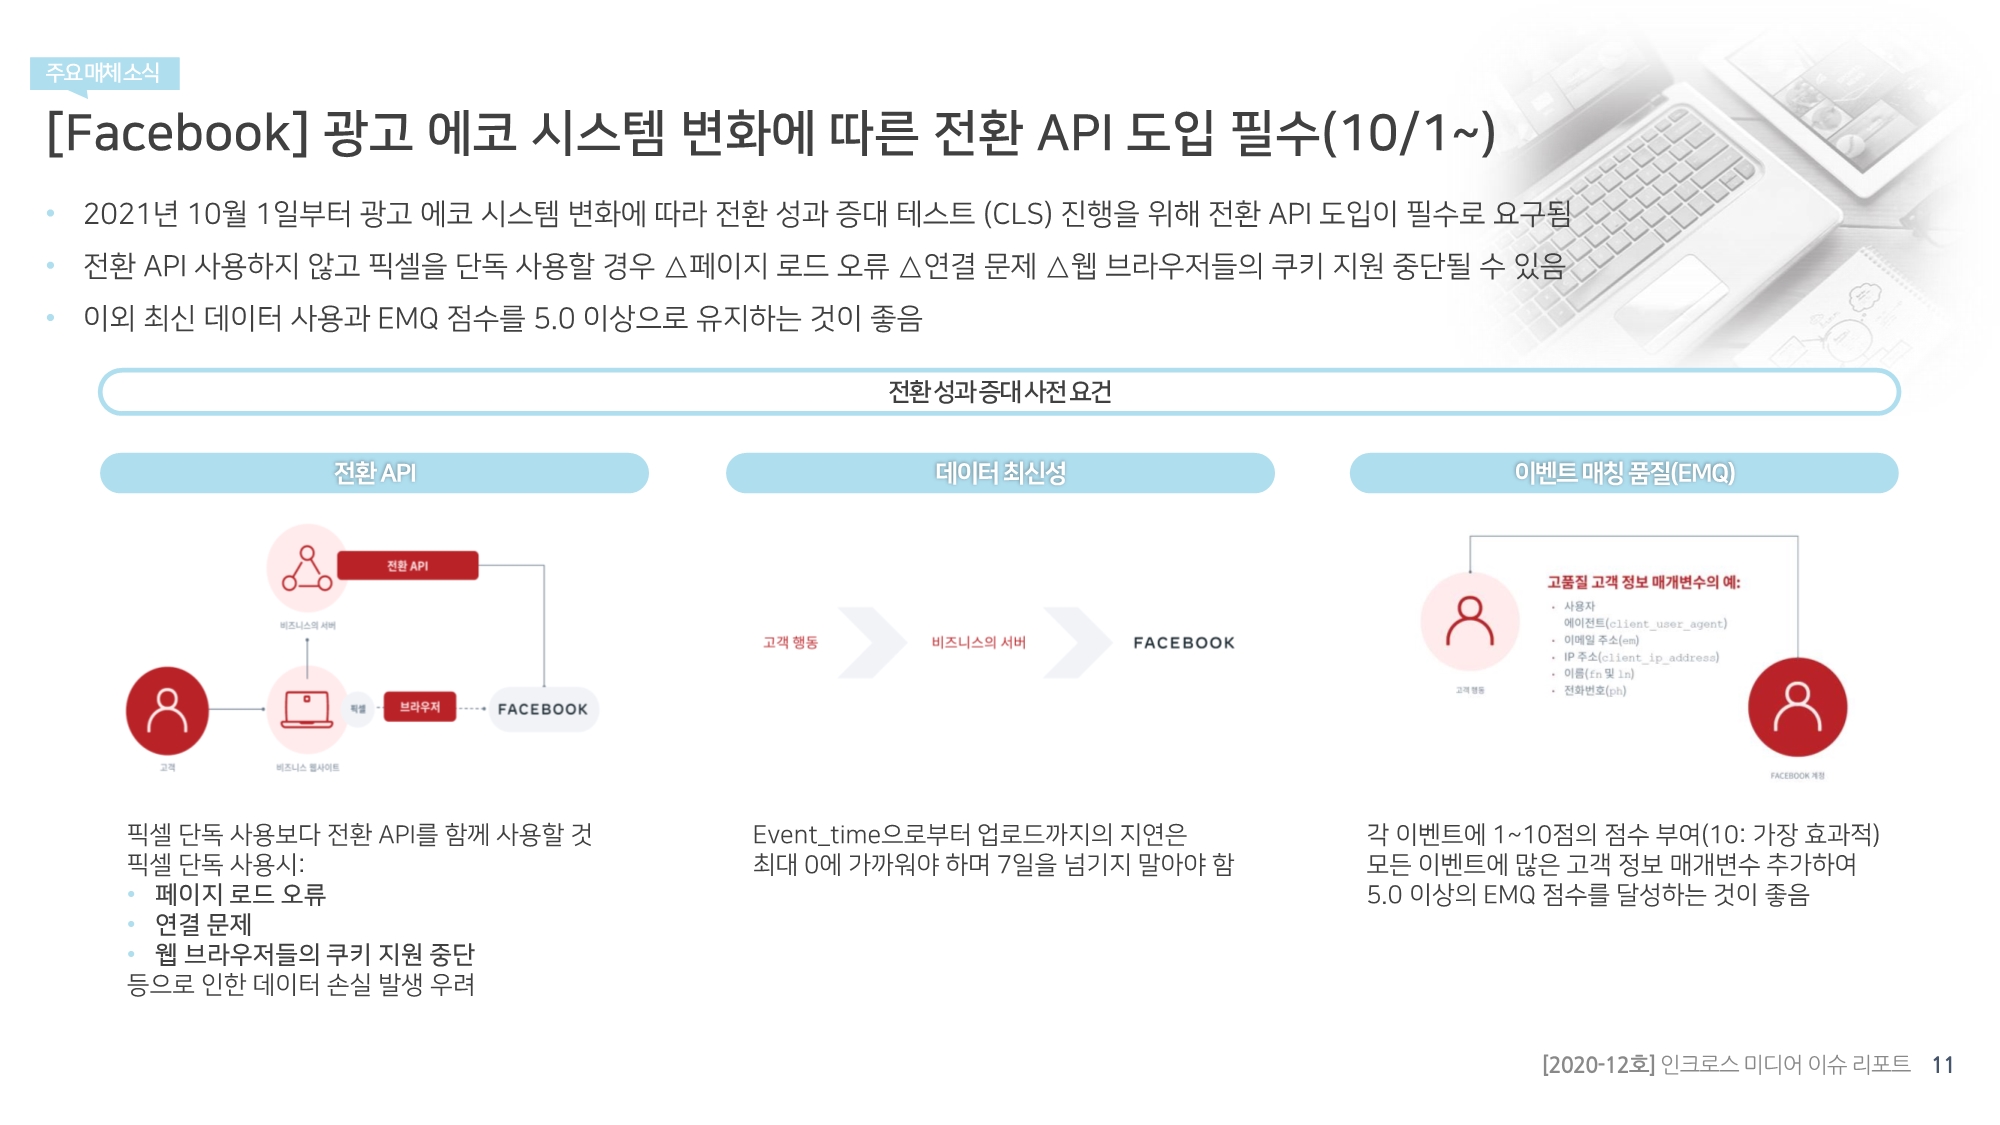 주요 매체 소식
[Facebook] 광고 에코 시스템 변화에 따른 전환 API 도입 필수(10/1~)
• 2021년 10월 1일부터 광고 에코 시스템 변화에 따라 전환 성과 증대 테스트 (CLS) 진행을 위해 전환 API 도입이 필수로 요구됨
• 전환 API 사용하지 않고 픽셀을 단독 사용할 경우 △페이지 로드 오류 △연결 문제 △웹 브라우저들의 쿠키 지원 중단될 수 있음
• 이외 최신 데이터 사용과 EMQ 점수를 5.0 이상으로 유지하는 것이 좋음
전환 성과 증대 사전 요건
전환 API
전환 API
비즈니스의 서버
픽셀
브라우저
FACEBOOK
고객
비즈니스 웹사이트
픽셀 단독 사용보다 전환 API를 함께 사용할 것
픽셀 단독 사용시:
• 페이지 로드 오류
• 연결 문제
• 웹 브라우저들의 쿠키 지원 중단
등으로 인한 데이터 손실 발생 우려
데이터 최신성
고객 행동
비즈니스의 서버
FACEBOOK
Event_time으로부터 업로드까지의 지연은
최대 0에 가까워야 하며 7일을 넘기지 말아야 함
이벤트 매칭 품질(EMQ)
고품질 고객 정보 매개변수의 예:
• 사용자
에이전트(client_user_agent)
• 이메일 주소(em)
• IP 주소(client_ip_address)
• 이름(fn 및 ln)
• 전화번호(ph)
고객 행동
FACEBOOK 계정
각 이벤트에 1~10점의 점수 부여(10: 가장 효과적)
모든 이벤트에 많은 고객 정보 매개변수 추가하여
5.0 이상의 EMQ 점수를 달성하는 것이 좋음
[2020-12호] 인크로스 미디어 이슈 리포트 11